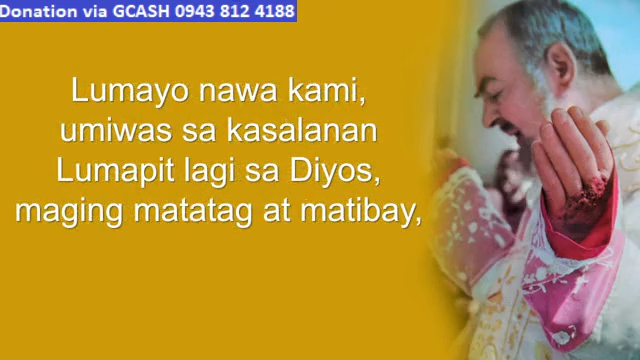 Donation via GCASH 0943 812 4188
Lumayo nawa kami,
umiwas sa kasalanan
Lumapit lagi sa Diyos,
maging matatag at matibay,